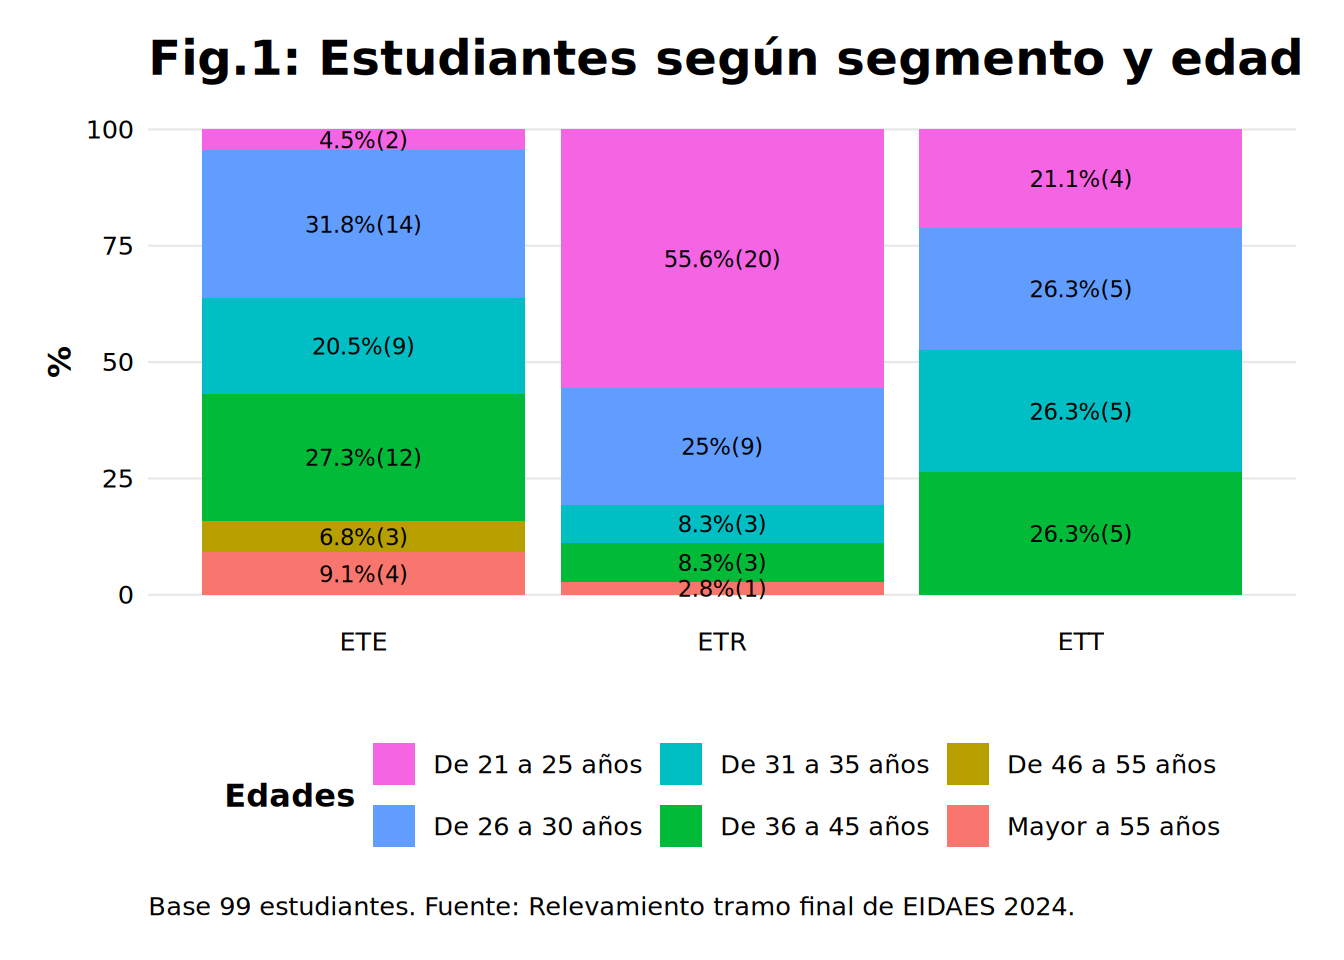 Fig.1: Estudiantes según segmento y edad
100
75
50
25
0
%
4.5%(2)
31.8%(14)
20.5%(9)
27.3%(12)
6.8%(3)
9.1%(4)
55.6%(20)
25%(9)
8.3%(3)
8.3%(3)
2.8%(1)
21.1%(4)
26.3%(5)
26.3%(5)
26.3%(5)
ETE
ETR
ETT
Edades
De 21 a 25 años
De 31 a 35 años
De 46 a 55 años
De 26 a 30 años
De 36 a 45 años
Mayor a 55 años
Base 99 estudiantes. Fuente: Relevamiento tramo final de EIDAES 2024.